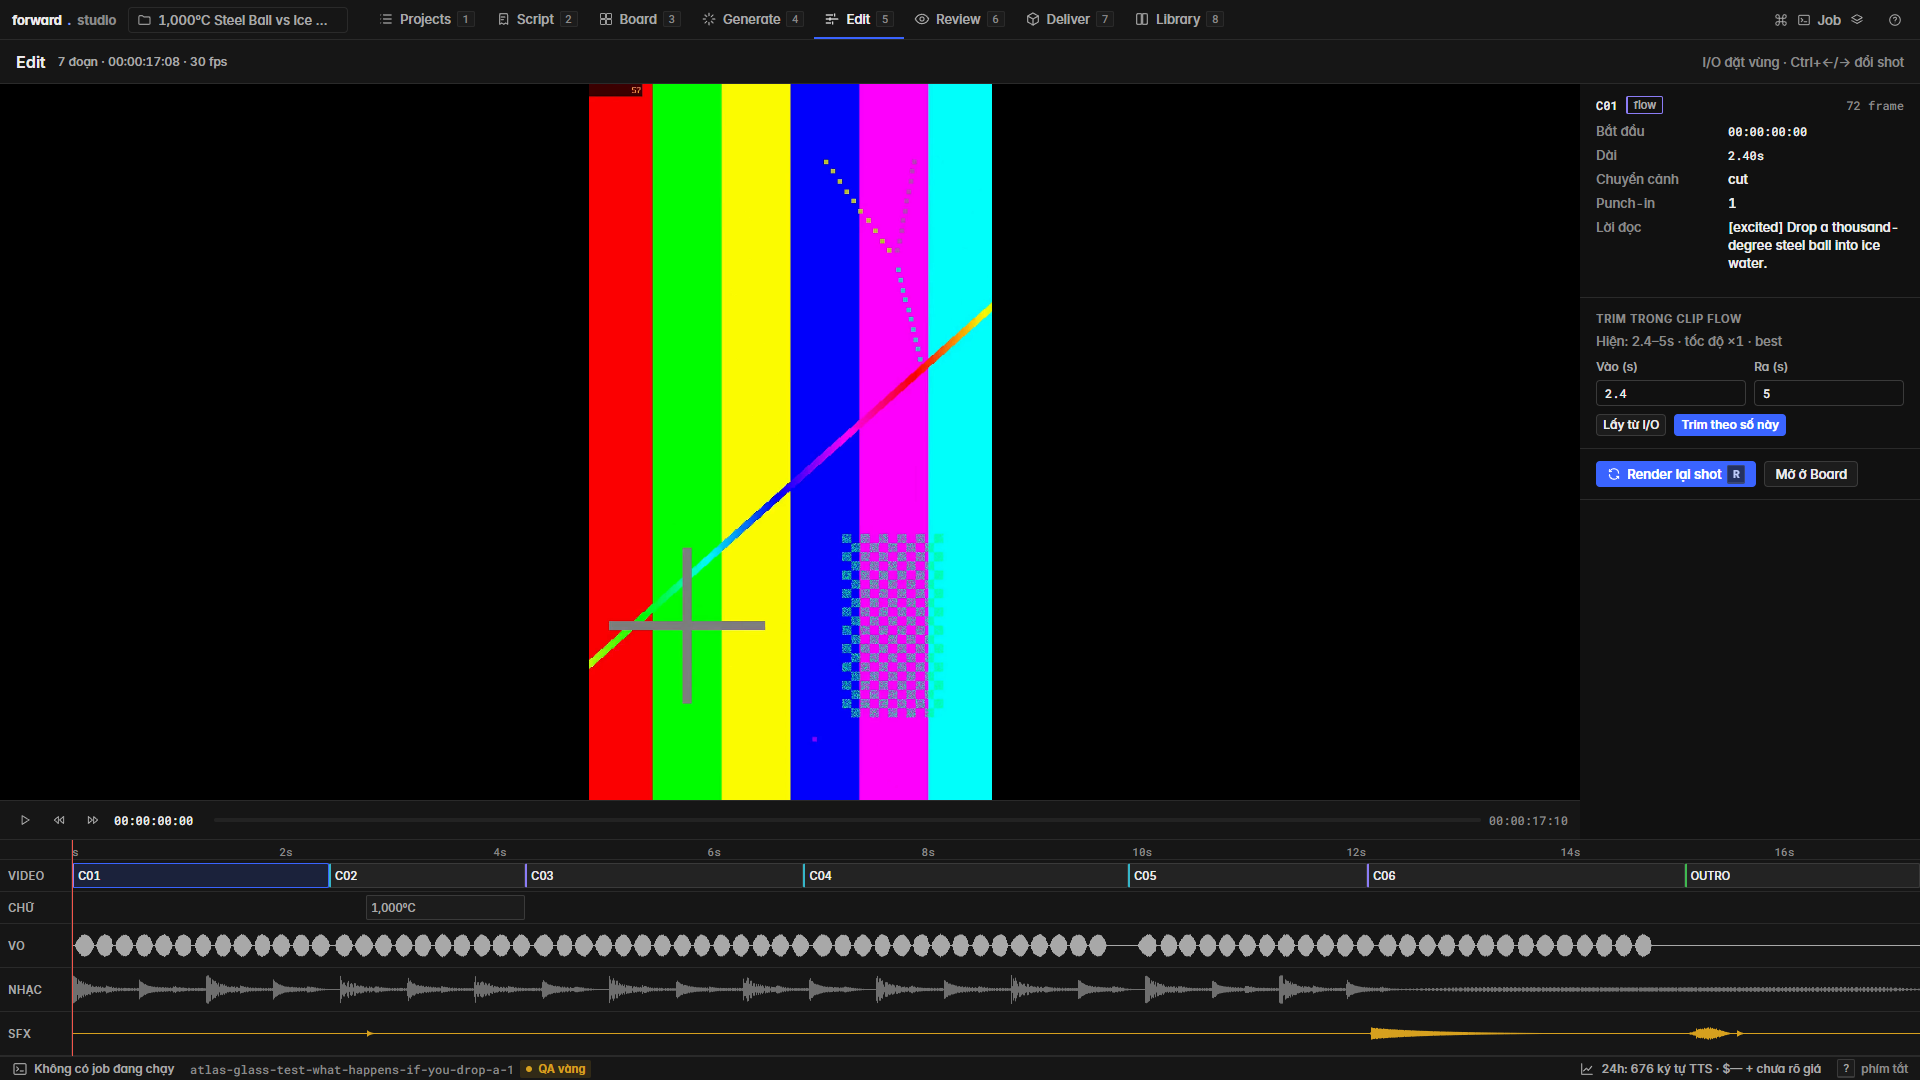 forward . studio 1,000°C Steel Ball vs Ice ... Projects 1 Script 2 Board 3 Generate 4 Edit 5 Review 6 Deliver 7 Library 8 Job
Edit 7 đoạn · 00:00:17:08 · 30 fps I/O đặt vùng · Ctrl+←/→ đổi shot
57
C01 flow 72 frame
Bắt đầu 00:00:00:00
Dài 2.40s
Chuyển cảnh cut
Punch-in 1
Lời đọc [excited] Drop a thousand-
degree steel ball into ice
water.
TRIM TRONG CLIP FLOW
Hiện: 2.4–5s · tốc độ ×1 · best
Vào (s) Ra (s)
2.4 5
Lấy từ I/O Trim theo số này
Render lại shot R Mở ở Board
00:00:00:00 00:00:17:10
s 2s 4s 6s 8s 10s 12s 14s 16s
VIDEO C01 C02 C03 C04 C05 C06 OUTRO
CHỮ 1,000°C
VO
NHẠC
SFX
Không có job đang chạy atlas-glass-test-what-happens-if-you-drop-a-1 QA vàng 24h: 676 ký tự TTS · $— + chưa rõ giá ? phím tắt